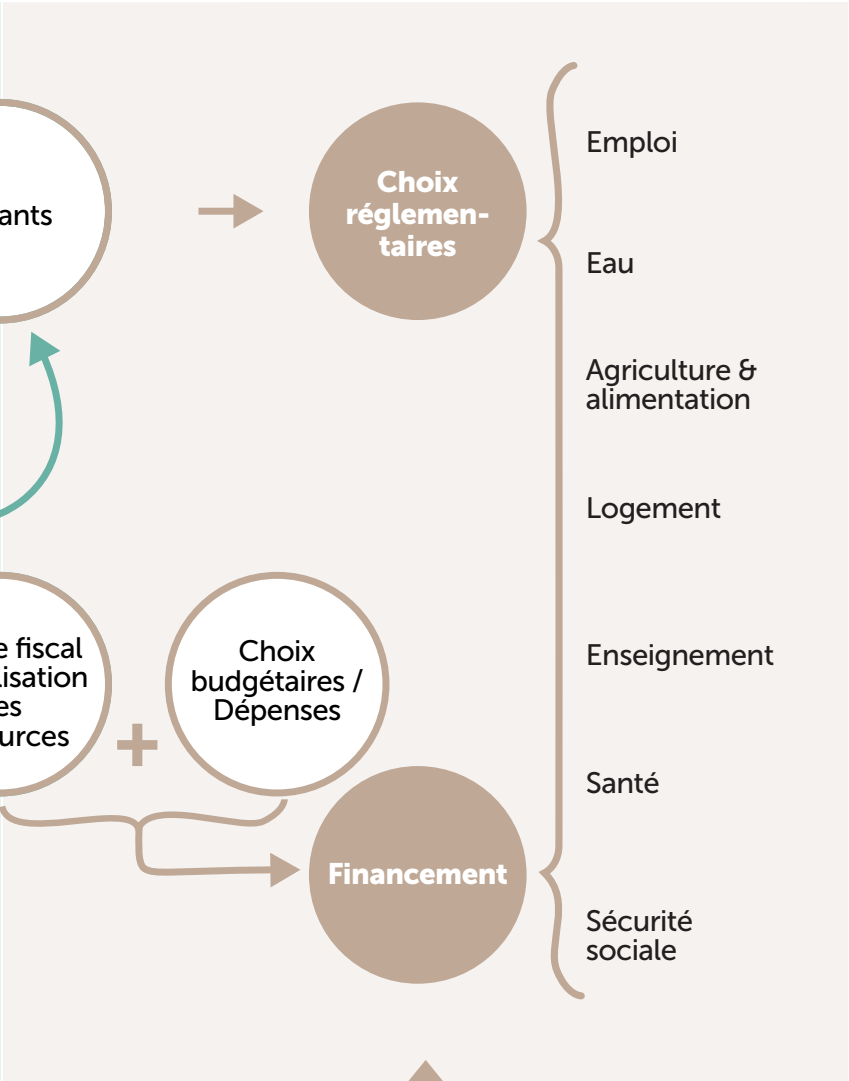 ants
Choix
réglemen-
taires
Emploi
Eau
Agriculture &
alimentation
Logement
Enseignement
Santé
Sécurité
sociale
e fiscal
lisation
es
urces
+
Choix
budgétaires /
Dépenses
Financement